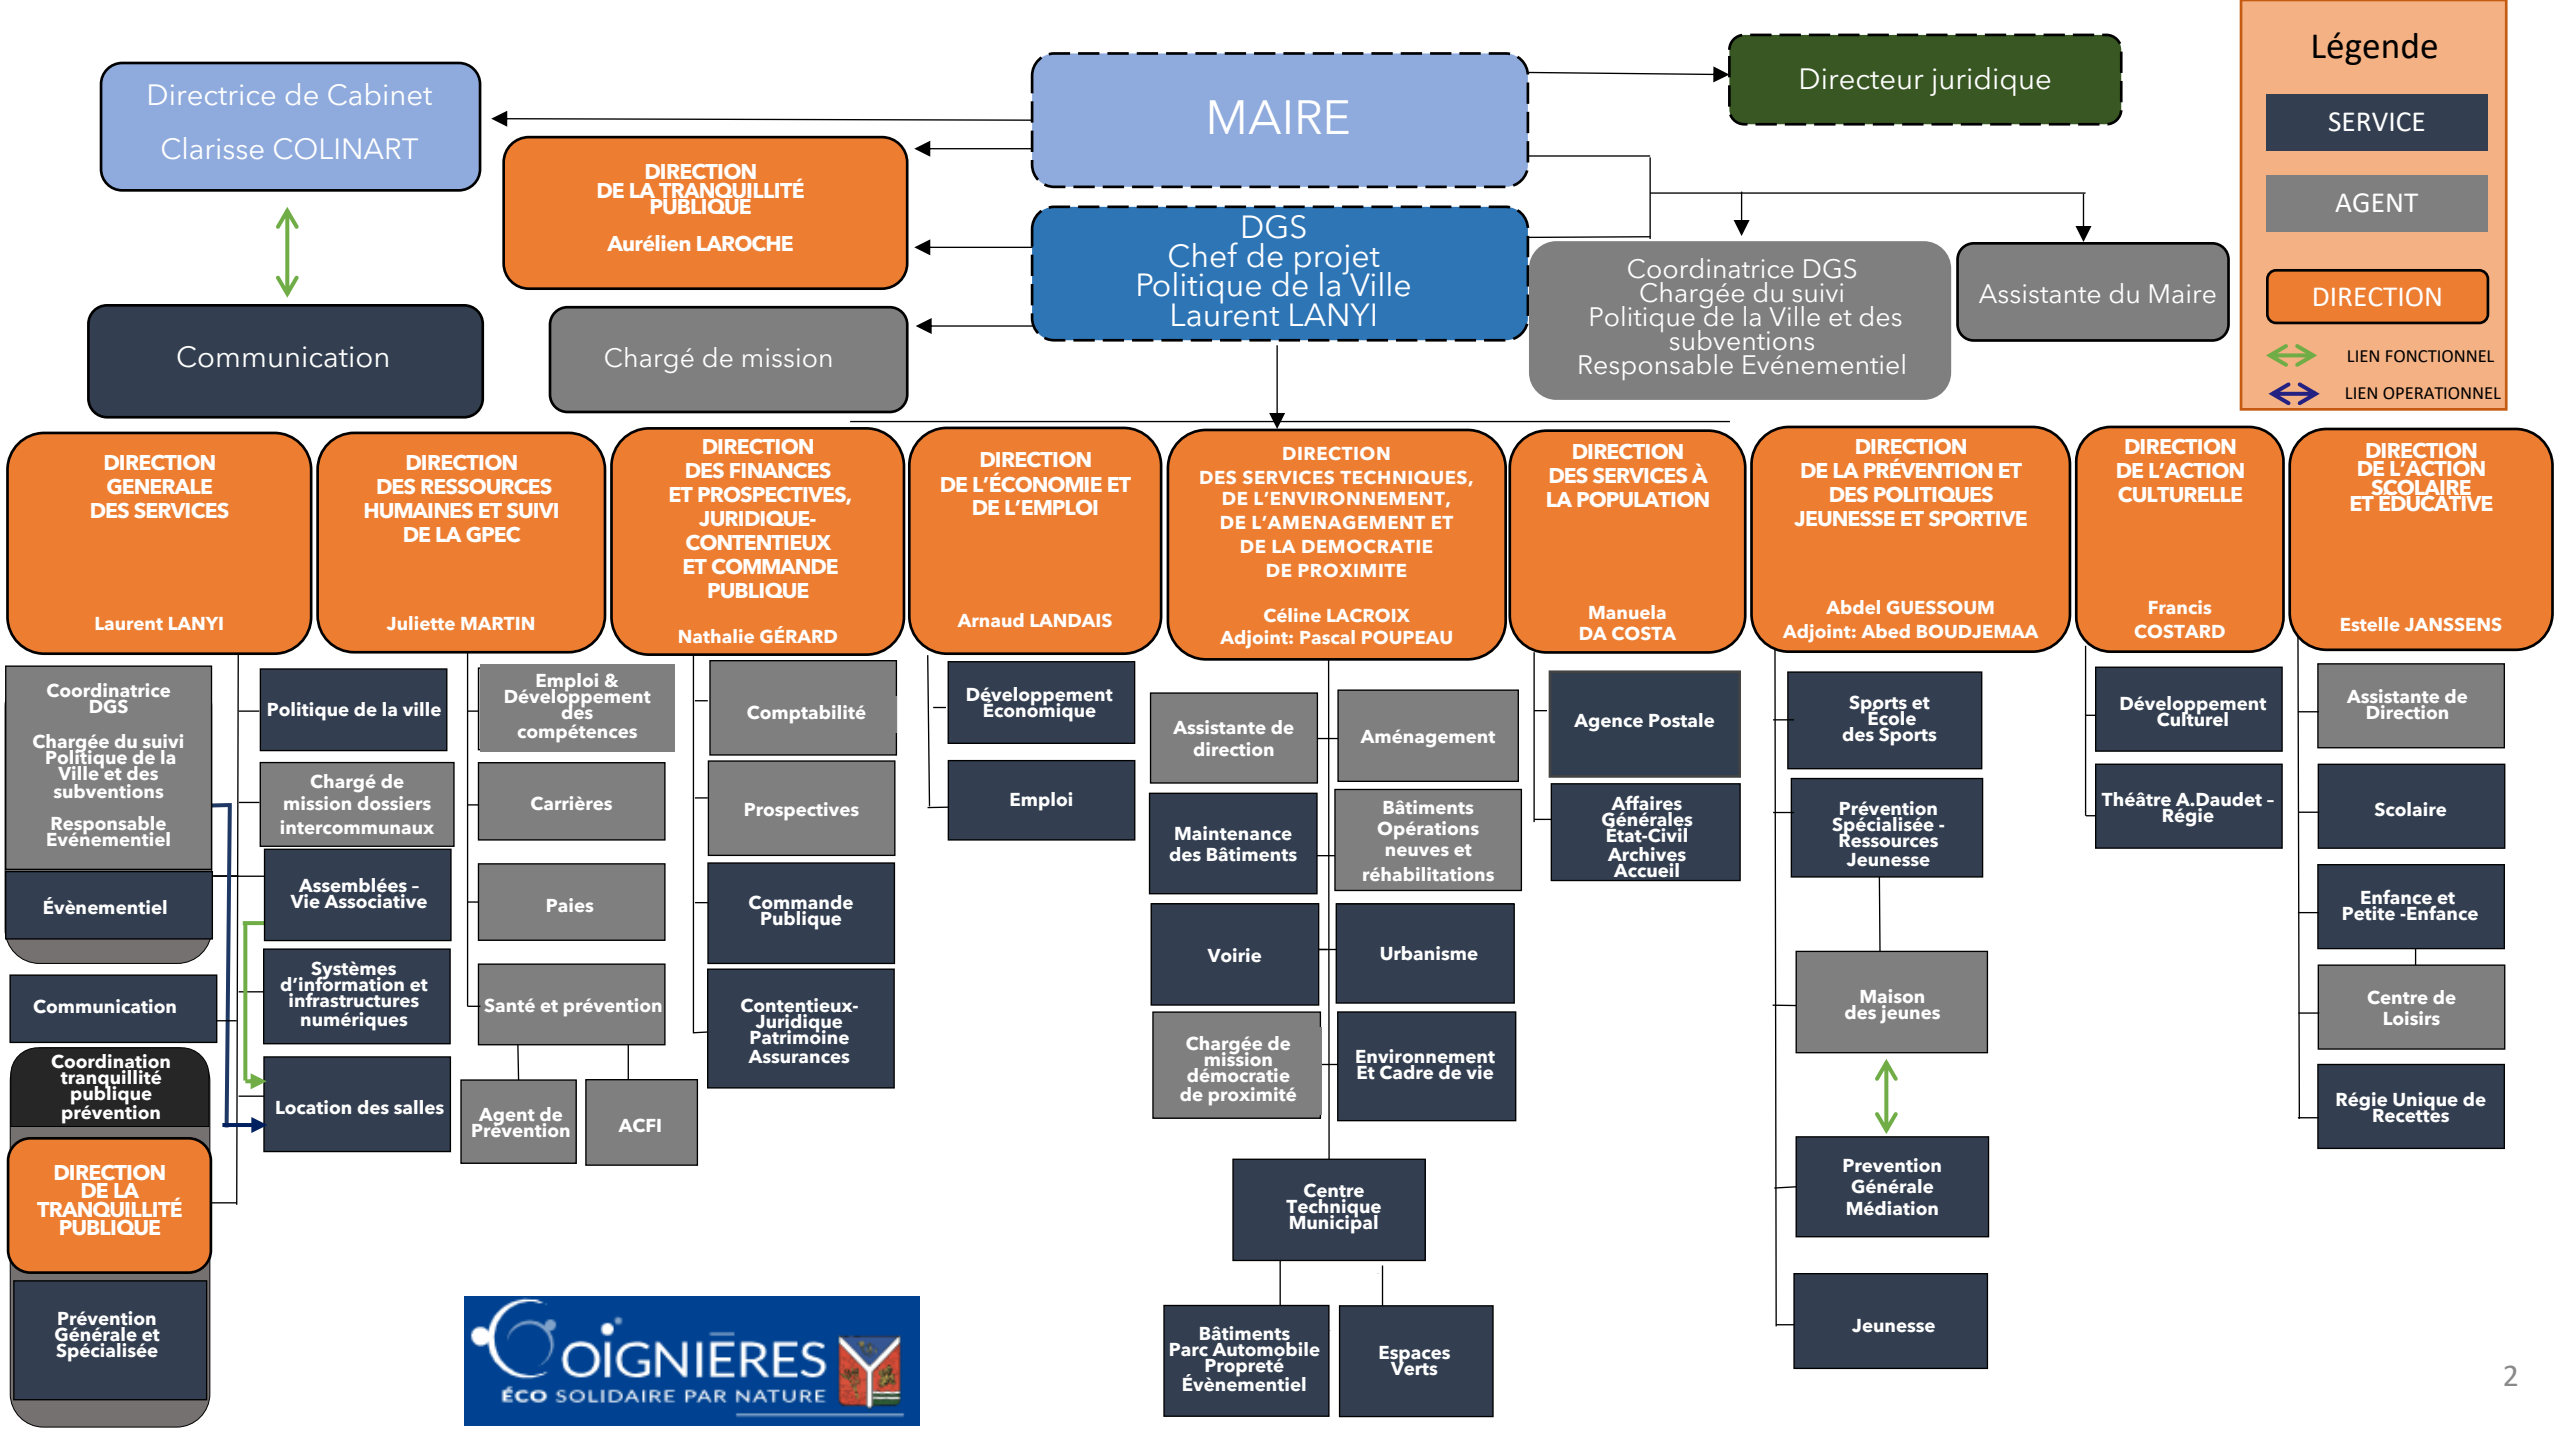 Directrice de Cabinet
Clarisse COLINART
MAIRE
Directeur juridique
Légende
SERVICE
AGENT
DIRECTION
LIEN FONCTIONNEL
LIEN OPERATIONNEL
DIRECTION
DE LA TRANQUILLITÉ
PUBLIQUE
Aurélien LAROCHE
DGS
Chef de projet
Politique de la Ville
Laurent LANYI
Coordinatrice DGS
Chargée du suivi
Politique de la Ville et des
subventions
Responsable Evénementiel
Assistante du Maire
Communication
Chargé de mission
DIRECTION
GENERALE
DES SERVICES
Laurent LANYI
DIRECTION
DES RESSOURCES
HUMAINES ET SUIVI
DE LA GPEC
Juliette MARTIN
DIRECTION
DES FINANCES
ET PROSPECTIVES,
JURIDIQUE-
CONTENTIEUX
ET COMMANDE
PUBLIQUE
Nathalie GÉRARD
DIRECTION
DE L’ÉCONOMIE ET
DE L’EMPLOI
Arnaud LANDAIS
DIRECTION
DES SERVICES TECHNIQUES,
DE L’ENVIRONNEMENT,
DE L’AMENAGEMENT ET
DE LA DEMOCRATIE
DE PROXIMITE
Céline LACROIX
Adjoint: Pascal POUPEAU
DIRECTION
DES SERVICES À
LA POPULATION
Manuela
DA COSTA
DIRECTION
DE LA PRÉVENTION ET
DES POLITIQUES
JEUNESSE ET SPORTIVE
Abdel GUESSOUM
Adjoint: Abed BOUDJEMAA
DIRECTION
DE L’ACTION
CULTURELLE
Francis
COSTARD
DIRECTION
DE L’ACTION
SCOLAIRE
ET ÉDUCATIVE
Estelle JANSSENS
Coordinatrice
DGS
Chargée du suivi
Politique de la
Ville et des
subventions
Responsable
Evénementiel
Évènementiel
Communication
Coordination
tranquillité
publique
prévention
DIRECTION
DE LA
TRANQUILLITÉ
PUBLIQUE
Prévention
Générale et
Spécialisée
Politique de la ville
Chargé de
mission dossiers
intercommunaux
Assemblées –
Vie Associative
Systèmes
d’information et
infrastructures
numériques
Location des salles
Emploi &
Développement
des
compétences
Carrières
Paies
Santé et prévention
Agent de
Prévention
ACFI
Comptabilité
Prospectives
Commande
Publique
Contentieux-
Juridique
Patrimoine
Assurances
Développement
Économique
Emploi
Assistante de
direction
Aménagement
Maintenance
des Bâtiments
Bâtiments
Opérations
neuves et
réhabilitations
Voirie
Urbanisme
Chargée de
mission
démocratie
de proximité
Environnement
Et Cadre de vie
Centre
Technique
Municipal
Bâtiments
Parc Automobile
Propreté
Évènementiel
Espaces
Verts
Agence Postale
Affaires
Générales
État-Civil
Archives
Accueil
Sports et
École
des Sports
Prévention
Spécialisée -
Ressources
Jeunesse
Maison
des jeunes
Prevention
Générale
Médiation
Jeunesse
Développement
Culturel
Théâtre A.Daudet –
Régie
Assistante de
Direction
Scolaire
Enfance et
Petite -Enfance
Centre de
Loisirs
Régie Unique de
Recettes
COIGNIÈRES
ÉCO SOLIDAIRE PAR NATURE
2